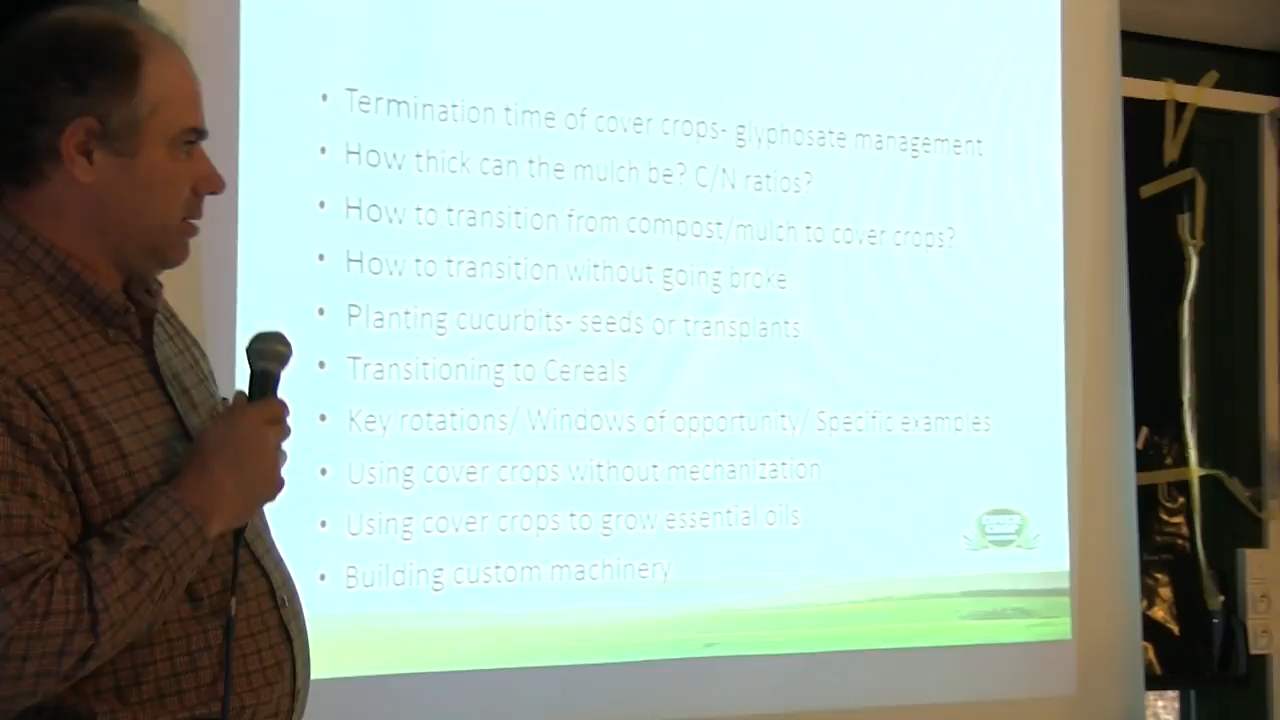 • Termination time of cover crops- glyphosate management
• How thick can the mulch be? C/N ratios?
• How to transition from compost/mulch to cover crops?
• How to transition without going broke
• Planting cucurbits- seeds or transplants
• Transitioning to Cereals
• Key rotations/ Windows of opportunity/ Specific examples
• Using cover crops without mechanization
• Using cover crops to grow essential oils
• Building custom machinery